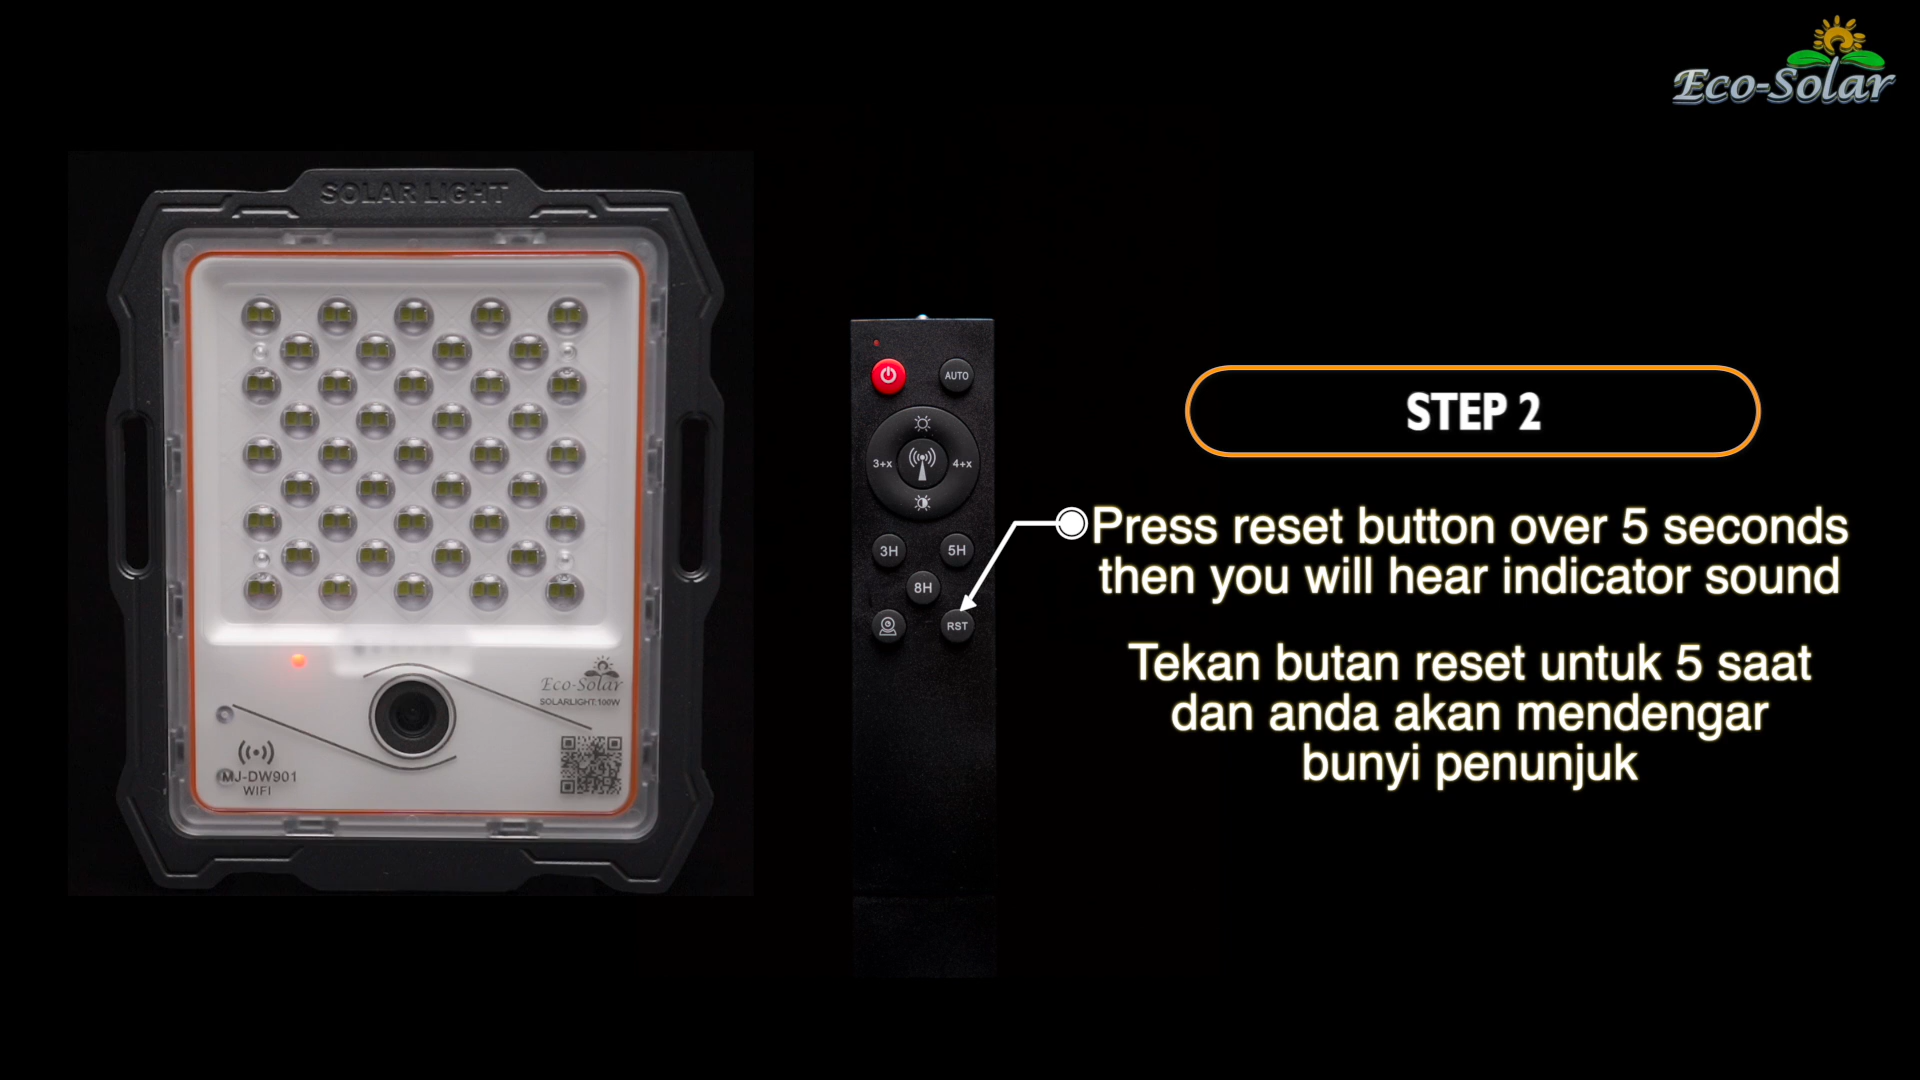 Eco-Solar
SOLAR LIGHT
AUTO
3+x
4+x
3H
5H
8H
RST
STEP 2
Press reset button over 5 seconds
then you will hear indicator sound
Tekan butan reset untuk 5 saat
dan anda akan mendengar
bunyi penunjuk
Eco-Solar
SOLARLIGHT.100W
MJ-DW901
WIFI